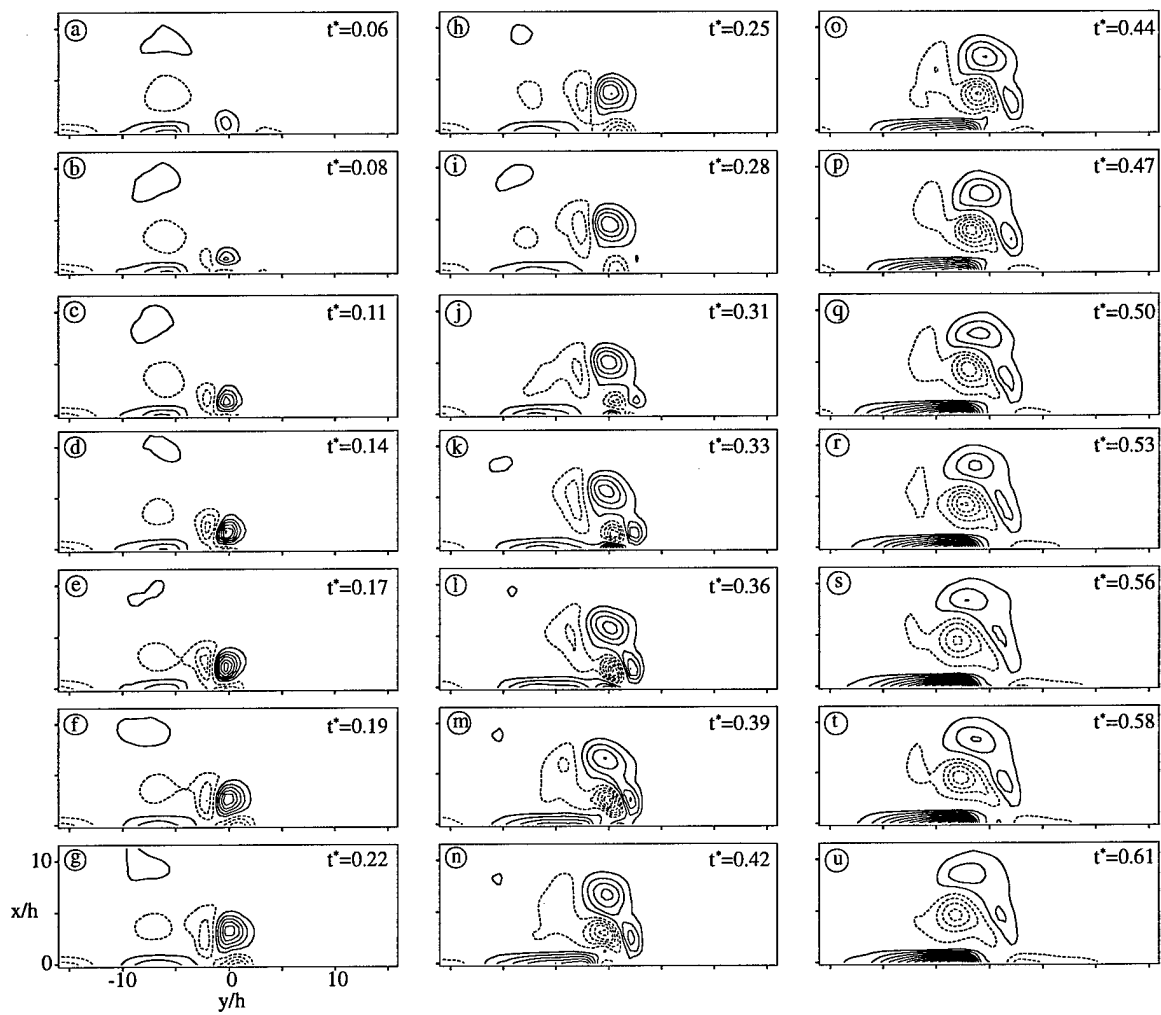 a t*=0.06
b t*=0.08
c t*=0.11
d t*=0.14
e t*=0.17
f t*=0.19
g t*=0.22
10
x/h
0
-10 0 10
y/h
h t*=0.25
i t*=0.28
j t*=0.31
k t*=0.33
l t*=0.36
m t*=0.39
n t*=0.42
o t*=0.44
p t*=0.47
q t*=0.50
r t*=0.53
s t*=0.56
t t*=0.58
u t*=0.61